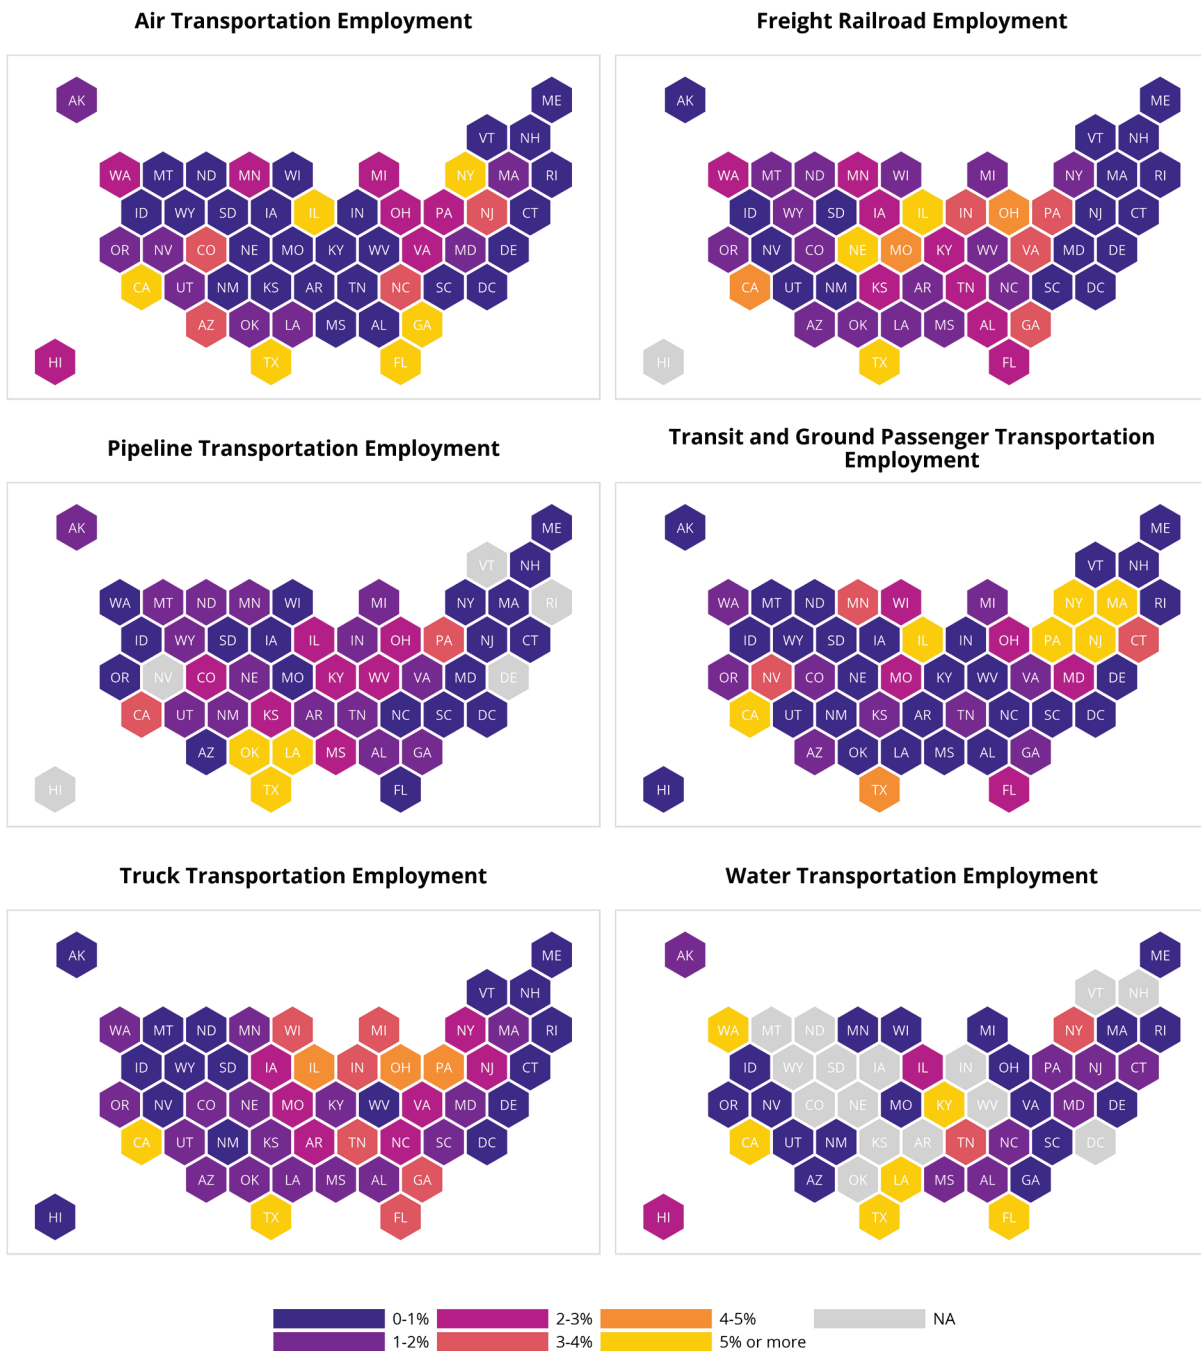 Air Transportation Employment
AK ME
VT NH
WA MT ND MN WI MI NY MA RI
ID WY SD IA IL IN OH PA NJ CT
OR NV CO NE MO KY WV VA MD DE
CA UT NM KS AR TN NC SC DC
AZ OK LA MS AL GA
HI TX FL
Freight Railroad Employment
AK ME
VT NH
WA MT ND MN WI MI NY MA RI
ID WY SD IA IL IN OH PA NJ CT
OR NV CO NE MO KY WV VA MD DE
CA UT NM KS AR TN NC SC DC
AZ OK LA MS AL GA
HI TX FL
Pipeline Transportation Employment
AK ME
VT NH
WA MT ND MN WI MI NY MA RI
ID WY SD IA IL IN OH PA NJ CT
OR NV CO NE MO KY WV VA MD DE
CA UT NM KS AR TN NC SC DC
AZ OK LA MS AL GA
HI TX FL
Transit and Ground Passenger Transportation
Employment
AK ME
VT NH
WA MT ND MN WI MI NY MA RI
ID WY SD IA IL IN OH PA NJ CT
OR NV CO NE MO KY WV VA MD DE
CA UT NM KS AR TN NC SC DC
AZ OK LA MS AL GA
HI TX FL
Truck Transportation Employment
AK ME
VT NH
WA MT ND MN WI MI NY MA RI
ID WY SD IA IL IN OH PA NJ CT
OR NV CO NE MO KY WV VA MD DE
CA UT NM KS AR TN NC SC DC
AZ OK LA MS AL GA
HI TX FL
Water Transportation Employment
AK ME
VT NH
WA MT ND MN WI MI NY MA RI
ID WY SD IA IL IN OH PA NJ CT
OR NV CO NE MO KY WV VA MD DE
CA UT NM KS AR TN NC SC DC
AZ OK LA MS AL GA
HI TX FL
0-1% 2-3% 4-5% NA
1-2% 3-4% 5% or more